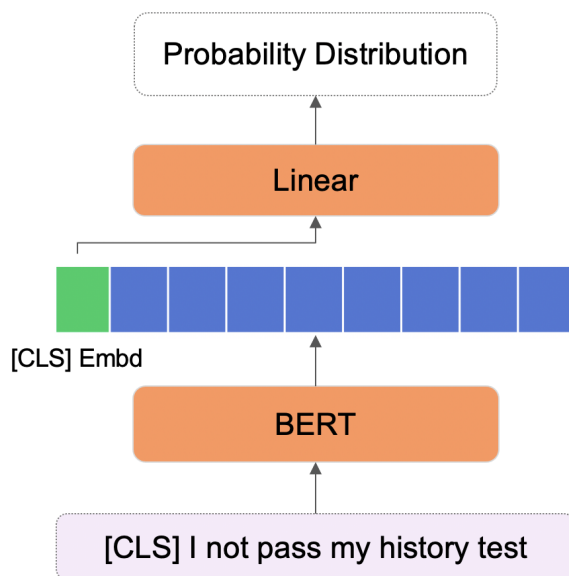 Probability Distribution
Linear
[CLS] Embd
BERT
[CLS] I not pass my history test